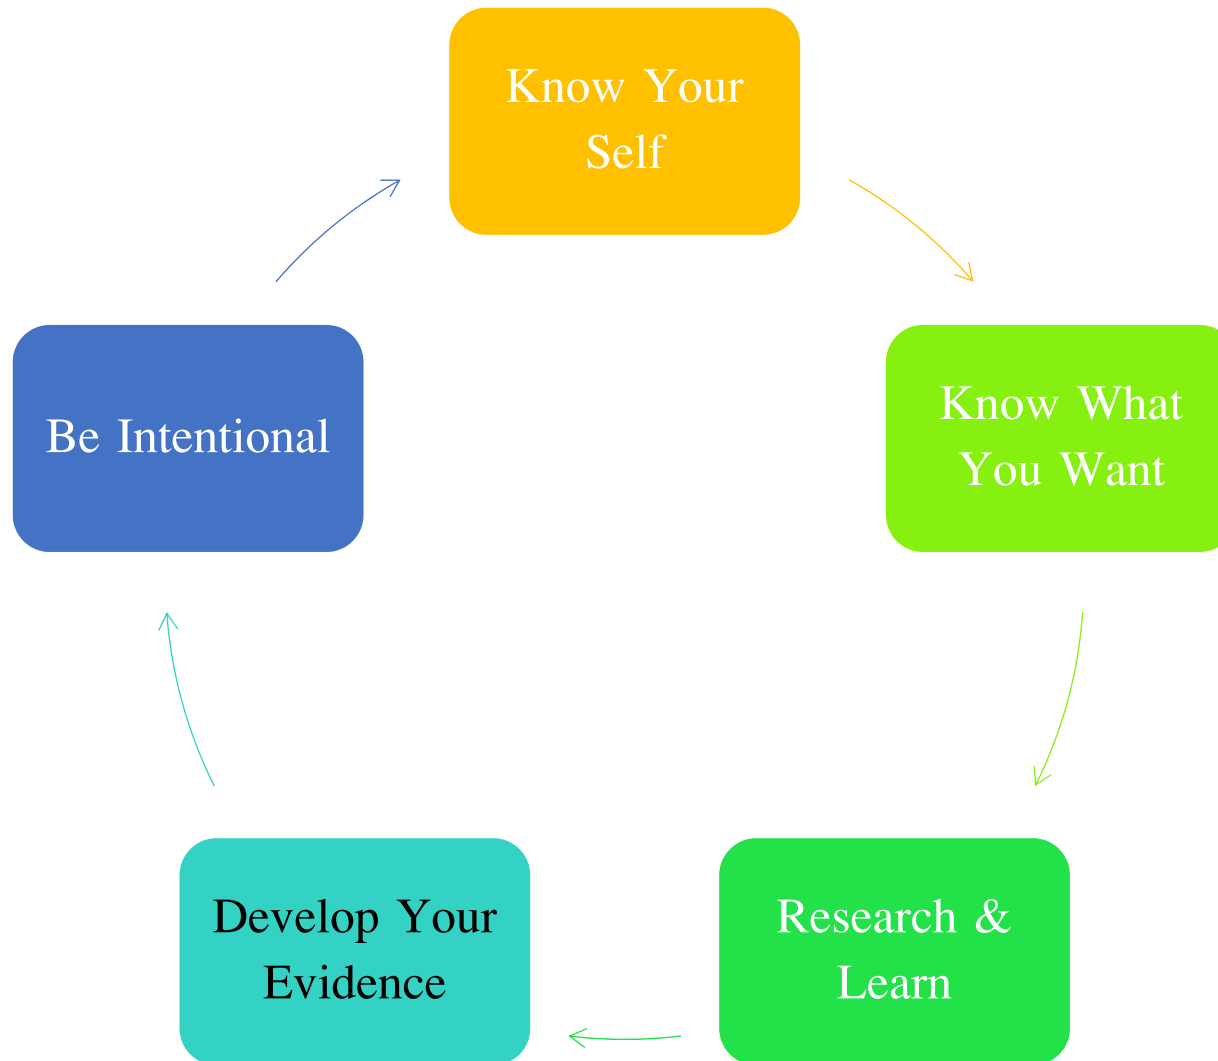 Know Your
Self
Know What
You Want
Research &
Learn
Develop Your
Evidence
Be Intentional